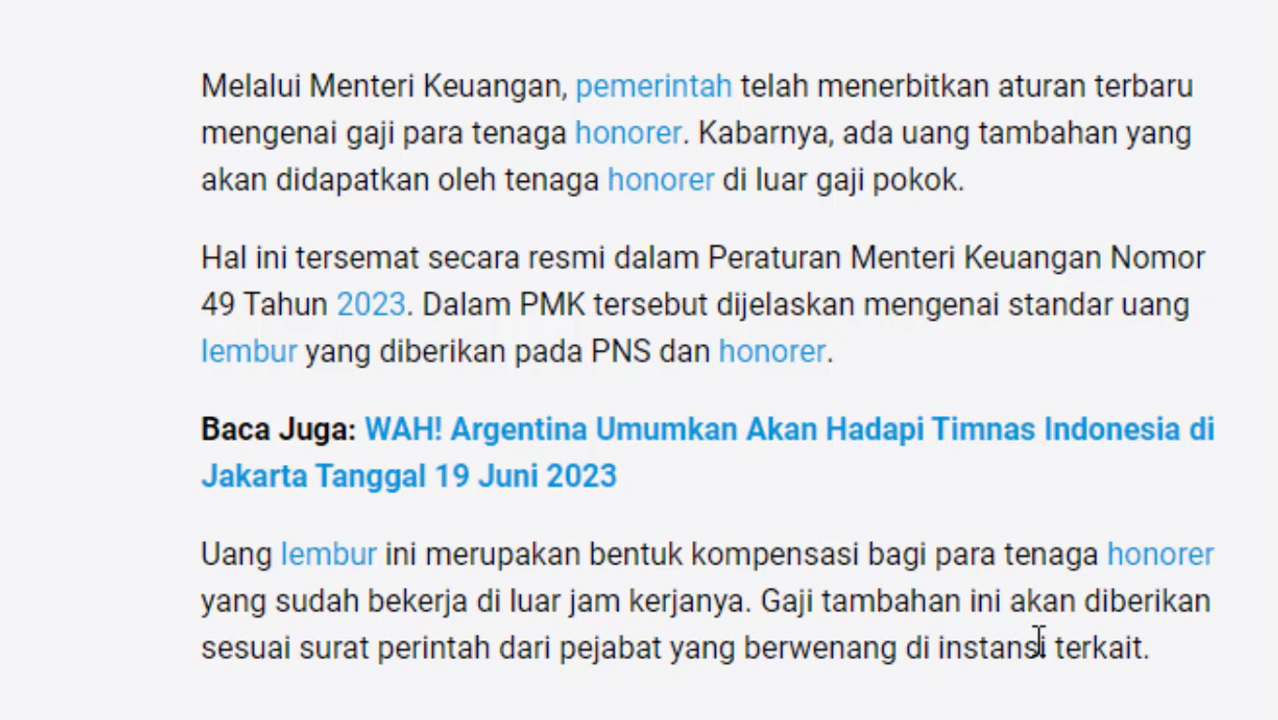 Melalui Menteri Keuangan, pemerintah telah menerbitkan aturan terbaru
mengenai gaji para tenaga honorer. Kabarnya, ada uang tambahan yang
akan didapatkan oleh tenaga honorer di luar gaji pokok.
Hal ini tersemat secara resmi dalam Peraturan Menteri Keuangan Nomor
49 Tahun 2023. Dalam PMK tersebut dijelaskan mengenai standar uang
lembur yang diberikan pada PNS dan honorer.
Baca Juga: WAH! Argentina Umumkan Akan Hadapi Timnas Indonesia di
Jakarta Tanggal 19 Juni 2023
Uang lembur ini merupakan bentuk kompensasi bagi para tenaga honorer
yang sudah bekerja di luar jam kerjanya. Gaji tambahan ini akan diberikan
sesuai surat perintah dari pejabat yang berwenang di instansi terkait.